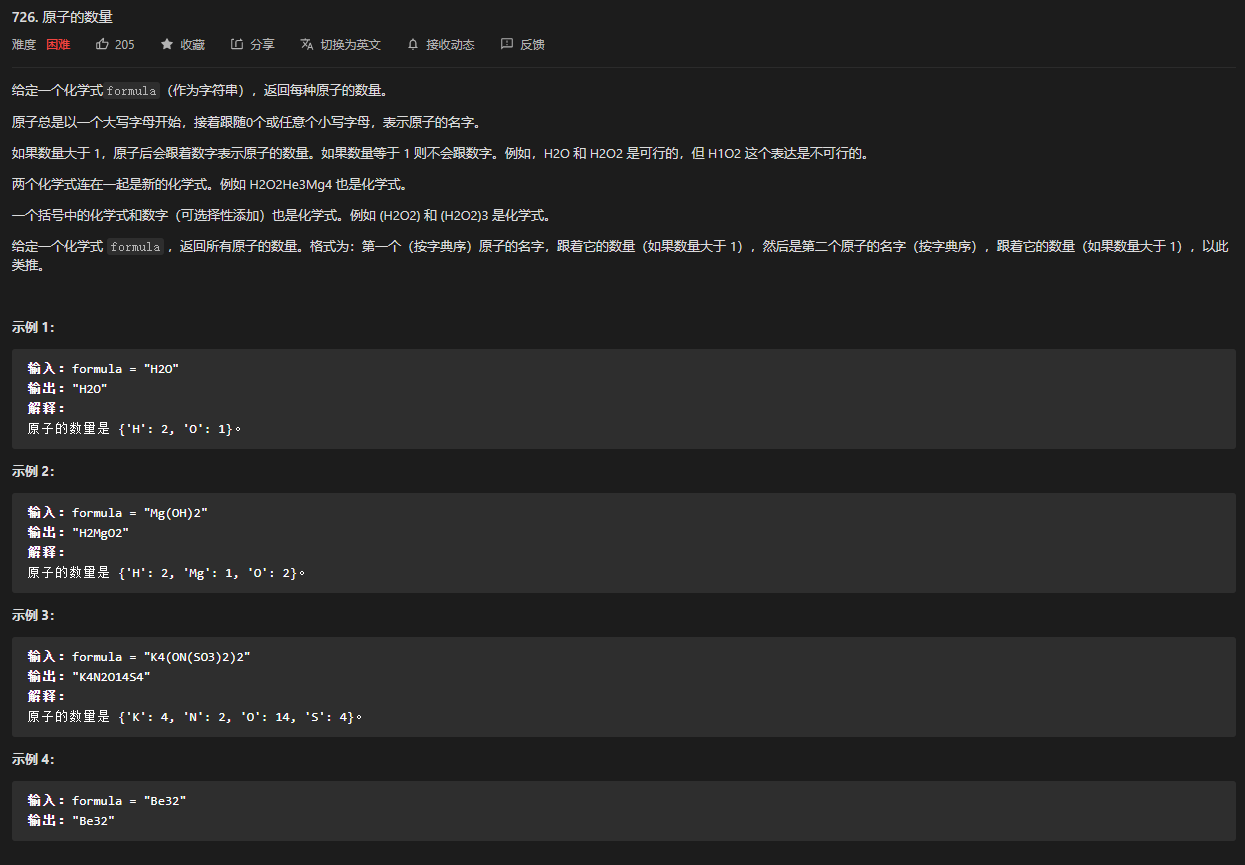 726. 原子的数量
难度 困难 205 收藏 分享 切换为英文 接收动态 反馈
给定一个化学式formula（作为字符串），返回每种原子的数量。
原子总是以一个大写字母开始，接着跟随0个或任意个小写字母，表示原子的名字。
如果数量大于 1，原子后会跟着数字表示原子的数量。如果数量等于 1 则不会跟数字。例如，H2O 和 H2O2 是可行的，但 H1O2 这个表达是不可行的。
两个化学式连在一起是新的化学式。例如 H2O2He3Mg4 也是化学式。
一个括号中的化学式和数字（可选择性添加）也是化学式。例如 (H2O2) 和 (H2O2)3 是化学式。
给定一个化学式 formula ，返回所有原子的数量。格式为：第一个（按字典序）原子的名字，跟着它的数量（如果数量大于 1），然后是第二个原子的名字（按字典序），跟着它的数量（如果数量大于 1），以此
类推。
示例 1：
输入：formula = "H2O"
输出："H2O"
解释：
原子的数量是 {'H': 2, 'O': 1}。
示例 2：
输入：formula = "Mg(OH)2"
输出："H2MgO2"
解释：
原子的数量是 {'H': 2, 'Mg': 1, 'O': 2}。
示例 3：
输入：formula = "K4(ON(SO3)2)2"
输出："K4N2O14S4"
解释：
原子的数量是 {'K': 4, 'N': 2, 'O': 14, 'S': 4}。
示例 4：
输入：formula = "Be32"
输出："Be32"